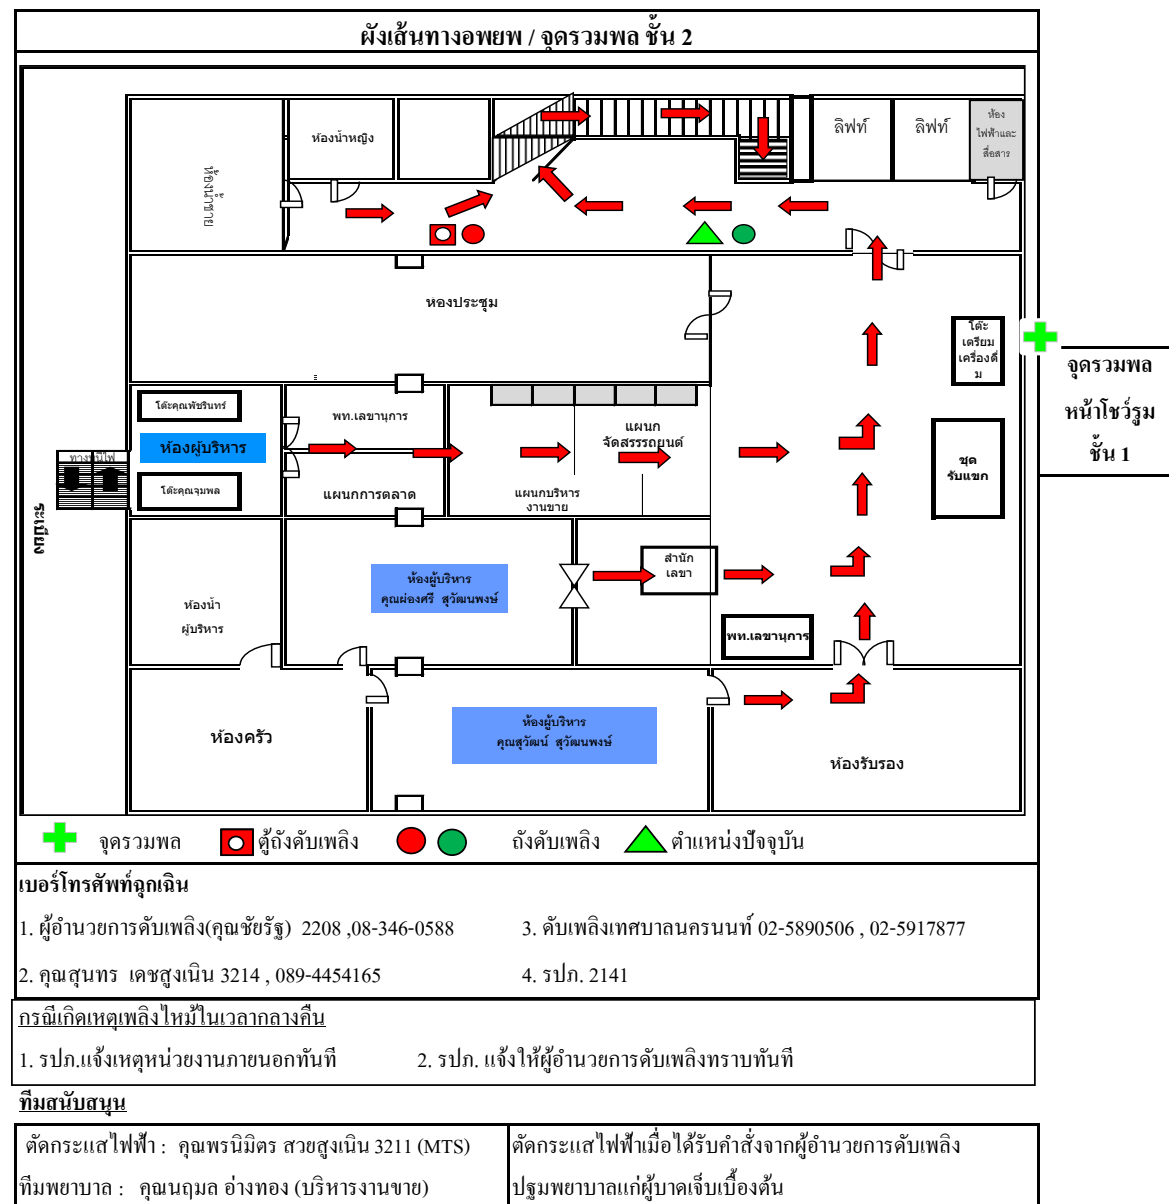 ผังเส้นทางอพยพ / จุดรวมพล ชั้น 2
ห้องน้ำชาย
ห้องน้ำหญิง
ลิฟท์
ลิฟท์
ห้อง
ไฟฟ้าและ
สื่อสาร
หองประชุม
โต๊ะ
เตรียม
เครื่องดื่
ม
จุดรวมพล
หน้าโชว์รูม
ชั้น 1
โต๊ะคุณพัชรินทร์
ห้องผู้บริหาร
โต๊ะคุณจุมพล
พท.เลขานุการ
แผนกการตลาด
แผนก
จัดสรรรถยนต์
แผนกบริหาร
งานขาย
ชุด
รับแขก
ทางหนีไฟ
ระเบียง
ห้องน้ำ
ผู้บริหาร
ห้องผู้บริหาร
คุณผ่องศรี สุวัฒนพงษ์
สำนัก
เลขา
พท.เลขานุการ
ห้องครัว
ห้องผู้บริหาร
คุณสุวัฒน์ สุวัฒนพงษ์
ห้องรับรอง
จุดรวมพล ตู้ถังดับเพลิง ถังดับเพลิง ตำแหน่งปัจจุบัน
เบอร์โทรศัพท์ฉุกเฉิน
1. ผู้อำนวยการดับเพลิง(คุณชัยรัฐ) 2208 ,08-346-0588 3. ดับเพลิงเทศบาลนครนนท์ 02-5890506 , 02-5917877
2. คุณสุนทร เดชสูงเนิน 3214 , 089-4454165 4. รปภ. 2141
กรณีเกิดเหตุเพลิงไหม้ในเวลากลางคืน
1. รปภ.แจ้งเหตุหน่วยงานภายนอกทันที 2. รปภ. แจ้งให้ผู้อำนวยการดับเพลิงทราบทันที
ทีมสนับสนุน
ตัดกระแสไฟฟ้า : คุณพรนิมิตร สวยสูงเนิน 3211 (MTS) ตัดกระแสไฟฟ้าเมื่อได้รับคำสั่งจากผู้อำนวยการดับเพลิง
ทีมพยาบาล : คุณนฤมล อ่างทอง (บริหารงานขาย) ปฐมพยาบาลแก่ผู้บาดเจ็บเบื้องต้น